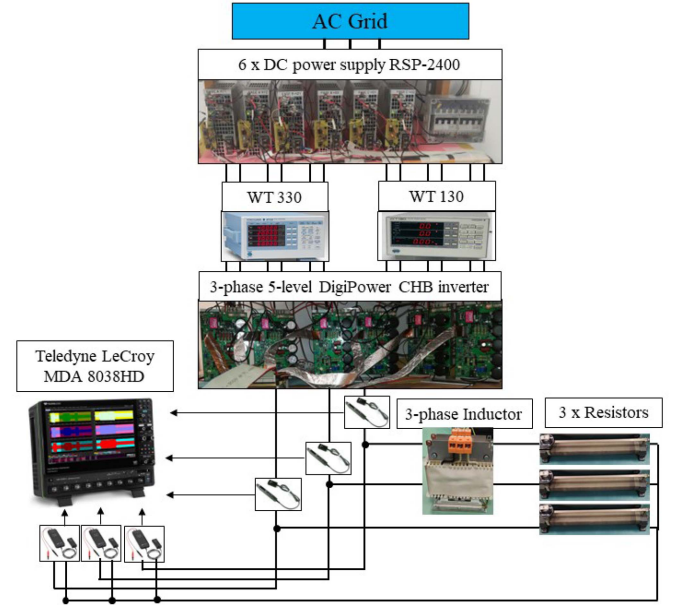 AC Grid
6 x DC power supply RSP-2400
WT 330
WT 130
3-phase 5-level DigiPower CHB inverter
Teledyne LeCroy
MDA 8038HD
3-phase Inductor
3 x Resistors